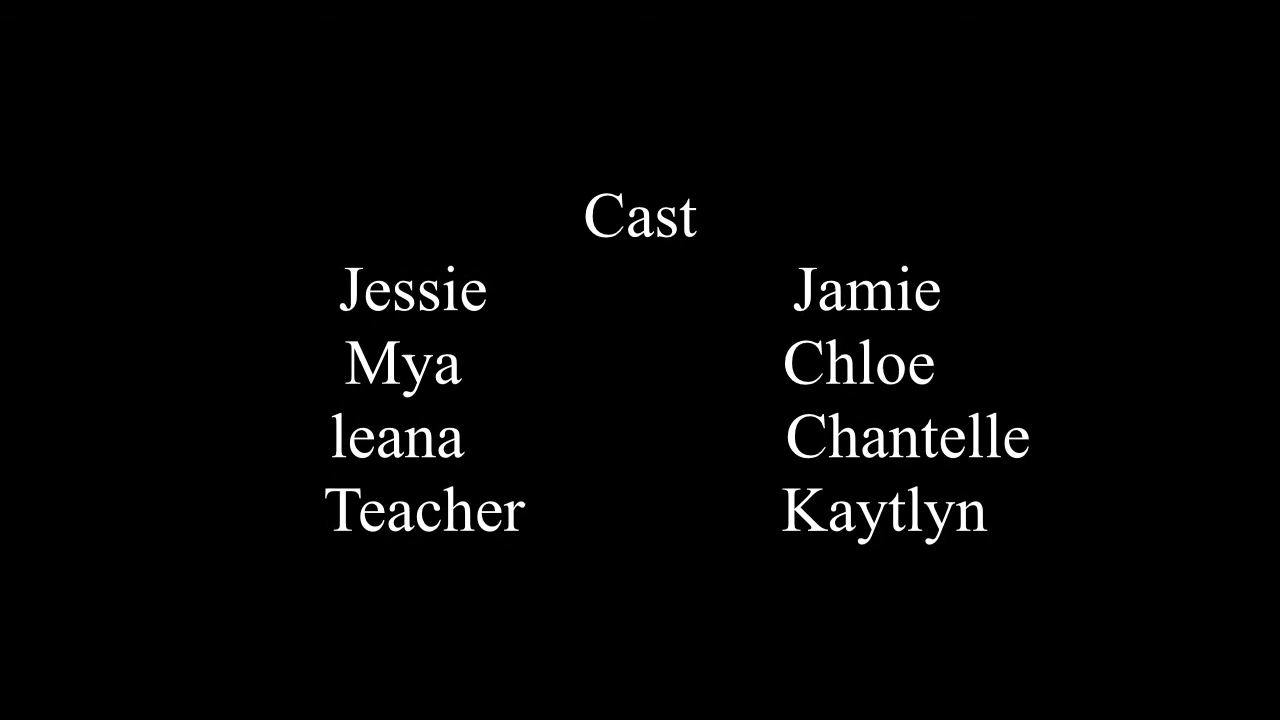 Cast
Jessie Jamie
Mya Chloe
leana Chantelle
Teacher Kaytlyn